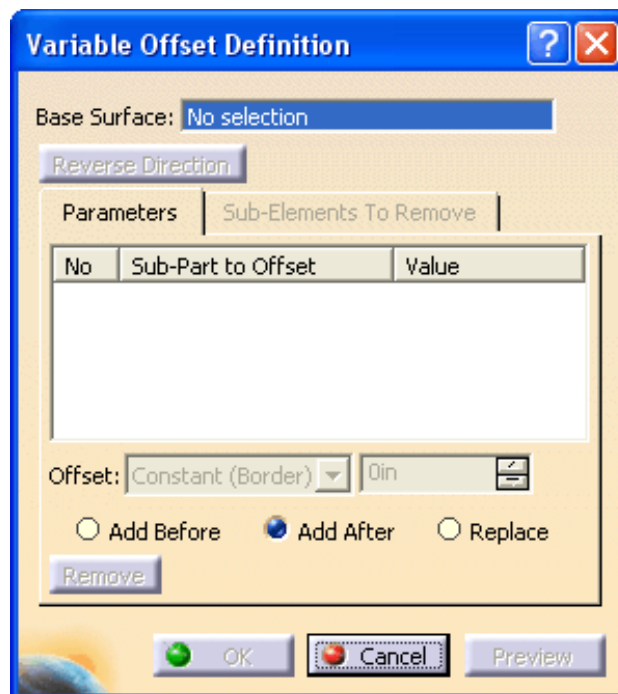 Variable Offset Definition ?
Base Surface: No selection
Reverse Direction
Parameters Sub-Elements To Remove
No Sub-Part to Offset Value
Offset: Constant (Border) 0in
Add Before Add After Replace
Remove
OK Cancel Preview